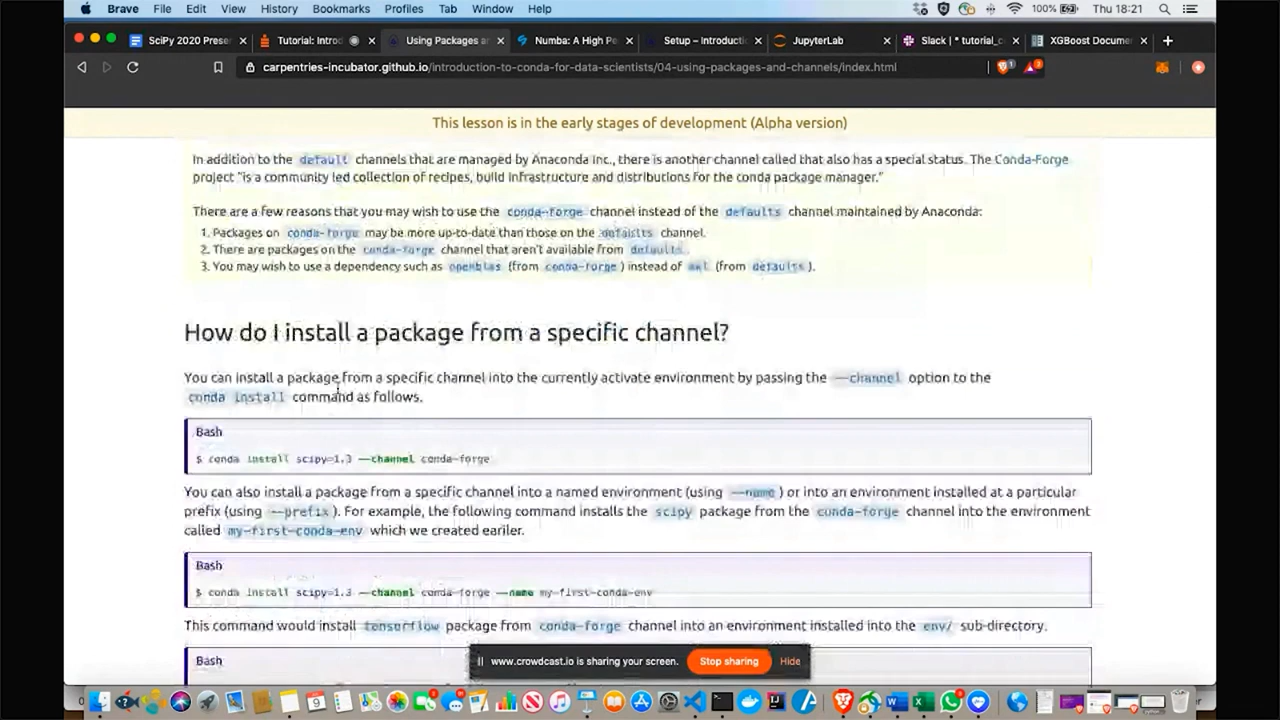 Brave File Edit View History Bookmarks Profiles Tab Window Help 100% Thu 18:21
SciPy 2020 Prese Tutorial: Introd Using Packages a Numba: A High P Setup – Introduc JupyterLab Slack | * tutorial_c XGBoost Docume
carpentries-incubator.github.io/introduction-to-conda-for-data-scientists/04-using-packages-and-channels/index.html
This lesson is in the early stages of development (Alpha version)
In addition to the default channels that are managed by Anaconda Inc., there is another channel called that also has a special status. The Conda-Forge
project "is a community led collection of recipes, build infrastructure and distributions for the conda package manager."
There are a few reasons that you may wish to use the conda-forge channel instead of the defaults channel maintained by Anaconda:
1. Packages on conda-forge may be more up-to-date than those on the defaults channel.
2. There are packages on the conda-forge channel that aren't available from defaults.
3. You may wish to use a dependency such as openblas (from conda-forge) instead of mkl (from defaults).
How do I install a package from a specific channel?
You can install a package from a specific channel into the currently activate environment by passing the --channel option to the
conda install command as follows.
Bash
$ conda install scipy=1.3 --channel conda-forge
You can also install a package from a specific channel into a named environment (using --name) or into an environment installed at a particular
prefix (using --prefix). For example, the following command installs the scipy package from the conda-forge channel into the environment
called my-first-conda-env which we created eariler.
Bash
$ conda install scipy=1.3 --channel conda-forge --name my-first-conda-env
This command would install tensorflow package from conda-forge channel into an environment installed into the env/ sub-directory.
Bash
www.crowdcast.io is sharing your screen. Stop sharing Hide